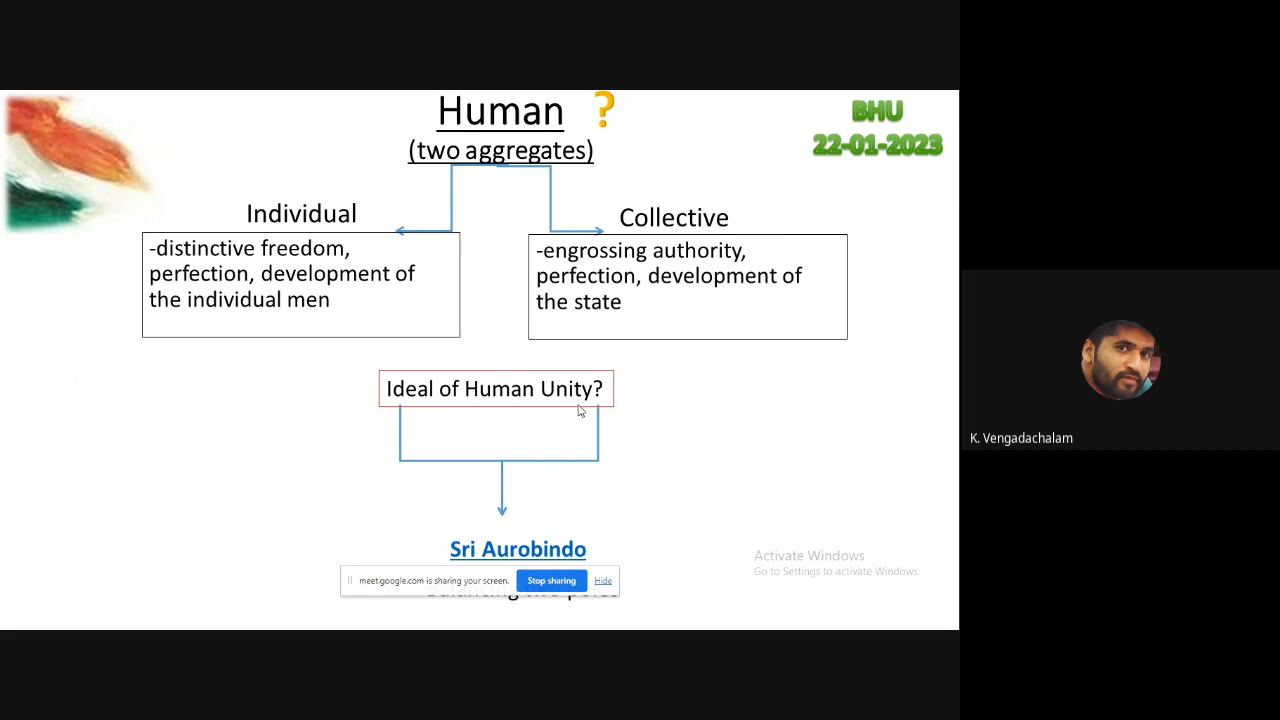 Human ?
(two aggregates)
BHU
22-01-2023
Individual
-distinctive freedom,
perfection, development of
the individual men
Collective
-engrossing authority,
perfection, development of
the state
Ideal of Human Unity?
Sri Aurobindo
meet.google.com is sharing your screen.
Stop sharing
Hide
Activate Windows
Go to Settings to activate Windows.
K. Vengadachalam